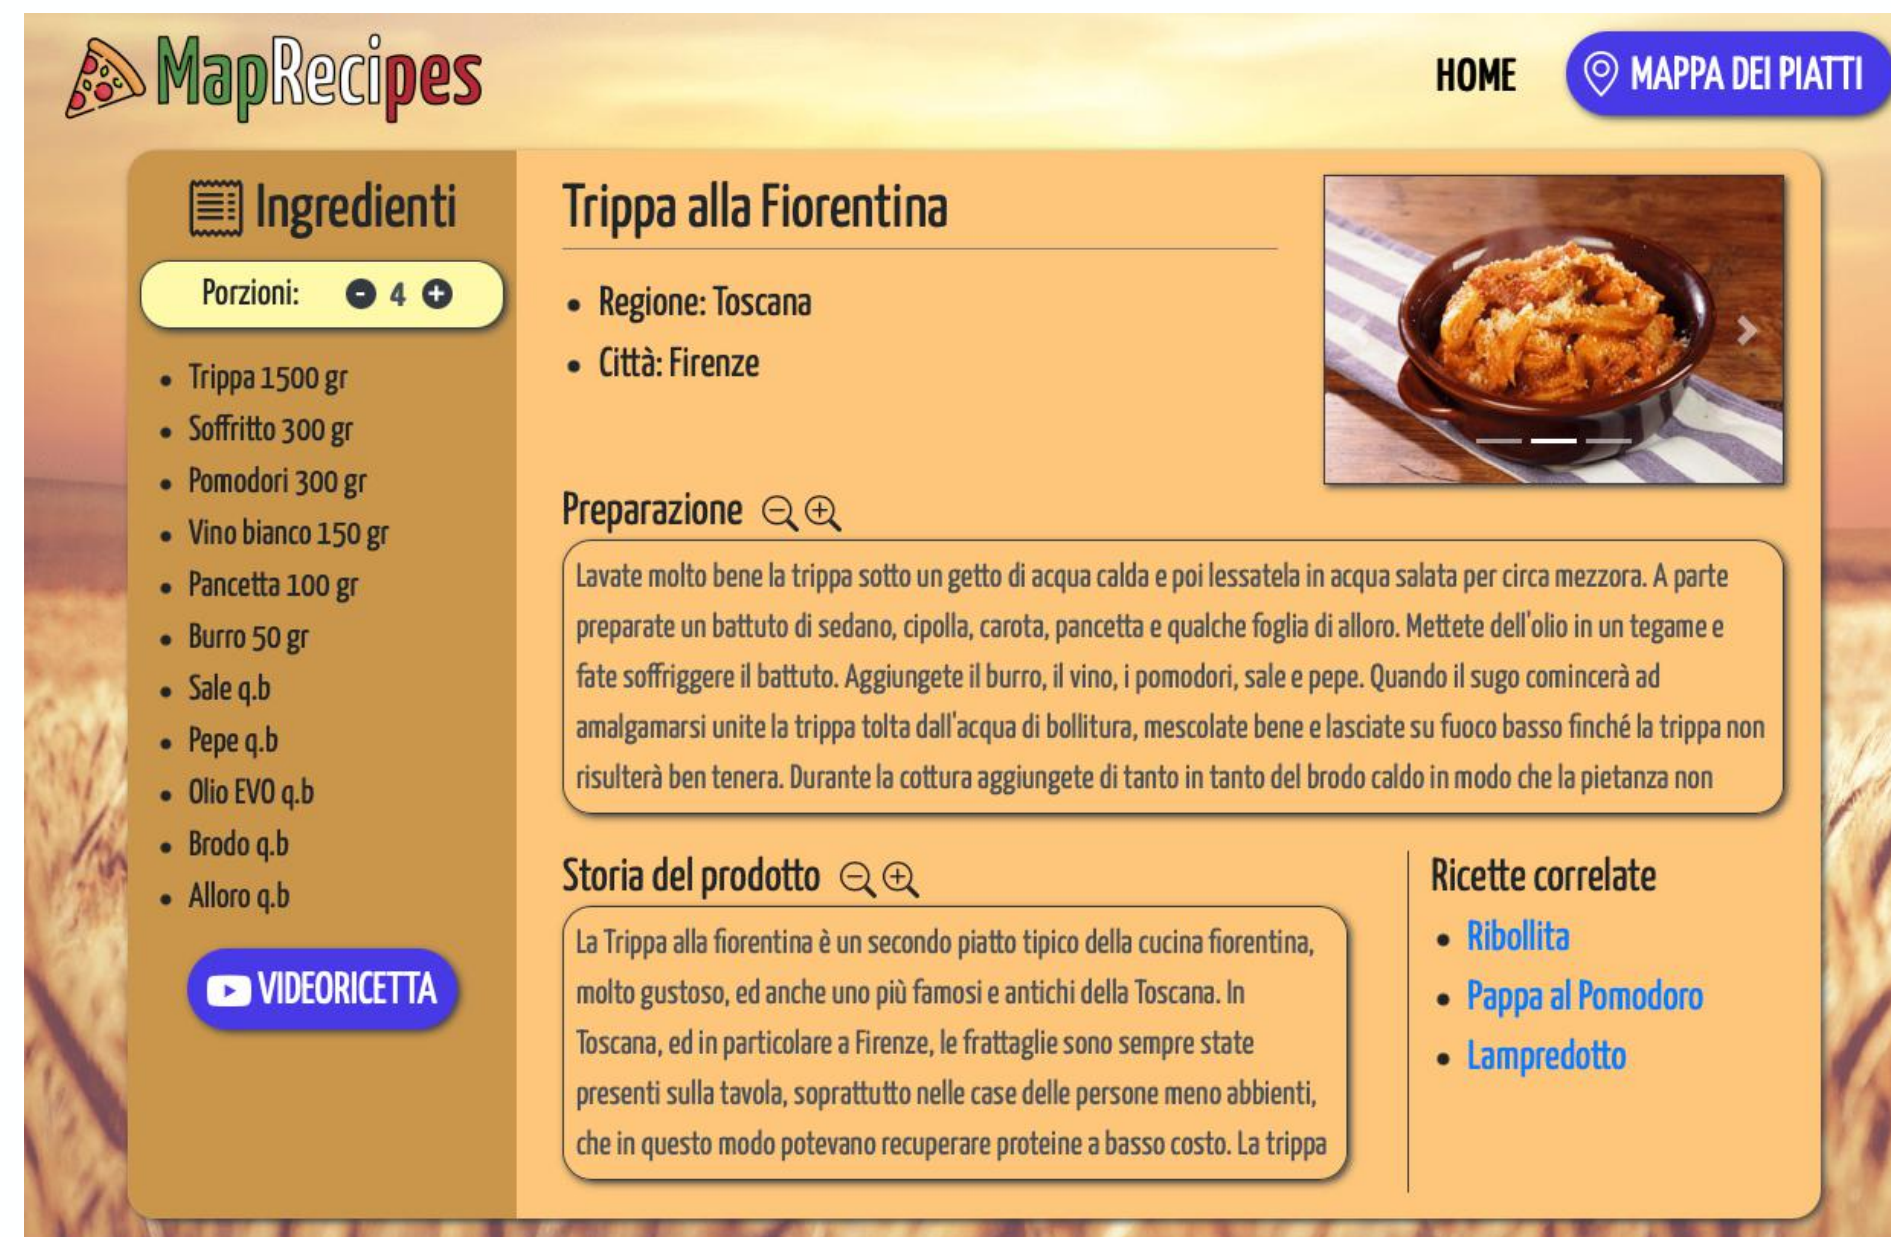 MapRecipes
HOME
MAPPA DEI PIATTI
Ingredienti
Porzioni: - 4 +
Trippa 1500 gr
Soffritto 300 gr
Pomodori 300 gr
Vino bianco 150 gr
Pancetta 100 gr
Burro 50 gr
Sale q.b
Pepe q.b
Olio EVO q.b
Brodo q.b
Alloro q.b
VIDEORICETTA
Trippa alla Fiorentina
Regione: Toscana
Città: Firenze
Preparazione
Lavate molto bene la trippa sotto un getto di acqua calda e poi lessatela in acqua salata per circa mezzora. A parte
preparate un battuto di sedano, cipolla, carota, pancetta e qualche foglia di alloro. Mettete dell'olio in un tegame e
fate soffriggere il battuto. Aggiungete il burro, il vino, i pomodori, sale e pepe. Quando il sugo comincerà ad
amalgamarsi unite la trippa tolta dall'acqua di bollitura, mescolate bene e lasciate su fuoco basso finché la trippa non
risulterà ben tenera. Durante la cottura aggiungete di tanto in tanto del brodo caldo in modo che la pietanza non
Storia del prodotto
La Trippa alla fiorentina è un secondo piatto tipico della cucina fiorentina,
molto gustoso, ed anche uno più famosi e antichi della Toscana. In
Toscana, ed in particolare a Firenze, le frattaglie sono sempre state
presenti sulla tavola, soprattutto nelle case delle persone meno abbienti,
che in questo modo potevano recuperare proteine a basso costo. La trippa
Ricette correlate
Ribollita
Pappa al Pomodoro
Lampredotto